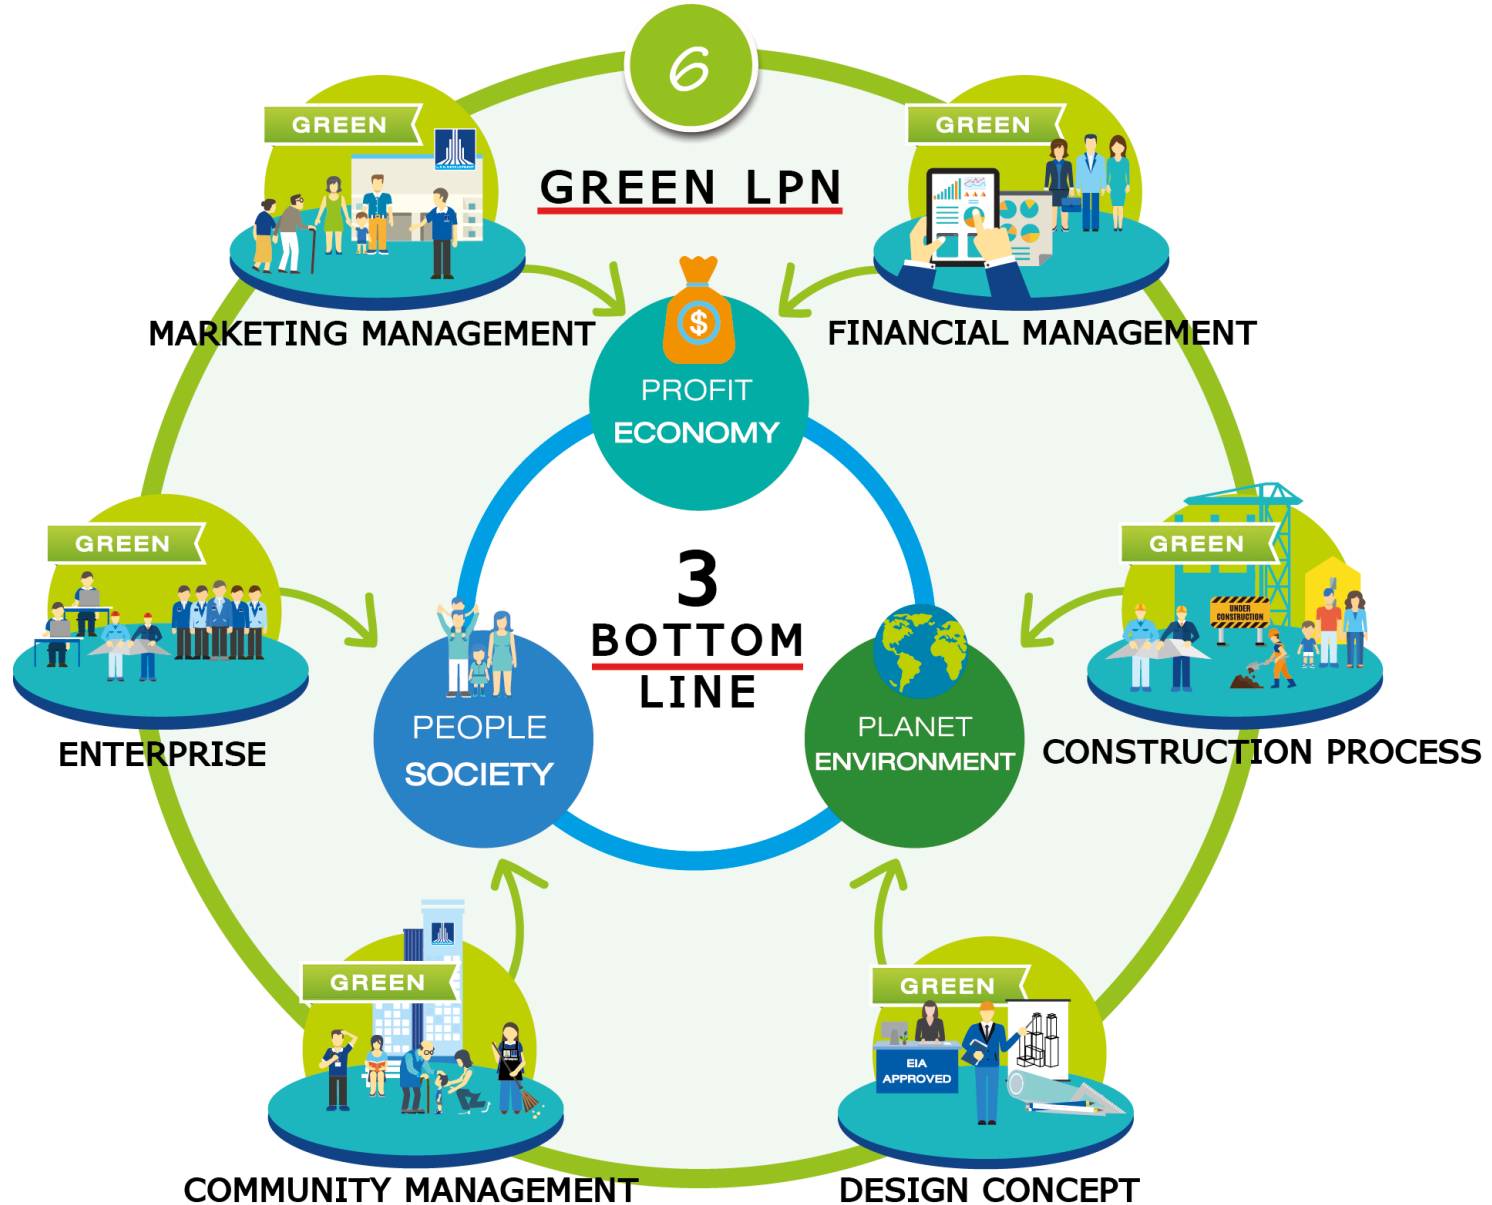 6
GREEN LPN
GREEN
MARKETING MANAGEMENT
GREEN
FINANCIAL MANAGEMENT
$
PROFIT
ECONOMY
GREEN
ENTERPRISE
3
BOTTOM
LINE
GREEN
UNDER
CONSTRUCTION
CONSTRUCTION PROCESS
PEOPLE
SOCIETY
PLANET
ENVIRONMENT
GREEN
COMMUNITY MANAGEMENT
GREEN
EIA
APPROVED
DESIGN CONCEPT